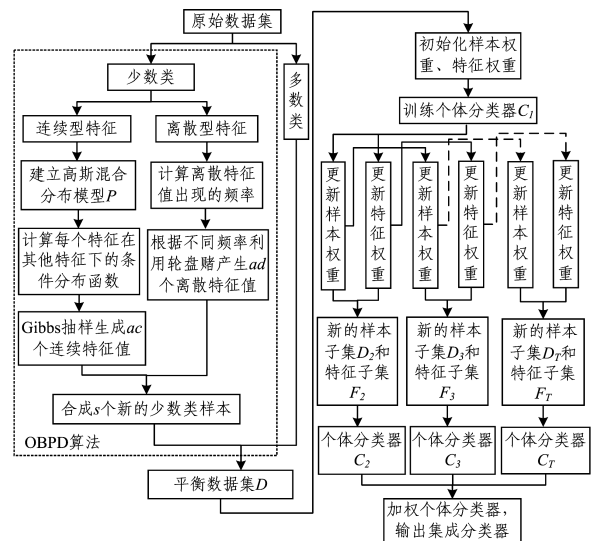 原始数据集
少数类
多数类
连续型特征
离散型特征
建立高斯混合
分布模型P
计算离散特征
值出现的频率
计算每个特征在
其他特征下的条
件分布函数
根据不同频率利
用轮盘赌产生ad
个离散特征值
Gibbs抽样生成ac
个连续特征值
合成s个新的少数类样本
OBPD算法
平衡数据集D
初始化样本权
重、特征权重
训练个体分类器C1
更新样本权重
更新特征权重
更新样本权重
更新特征权重
更新样本权重
更新特征权重
新的样本
子集D2和
特征子集
F2
新的样本
子集D3和
特征子集
F3
新的样本
子集DT和
特征子集
FT
个体分类器
C2
个体分类器
C3
个体分类器
CT
加权个体分类器，
输出集成分类器